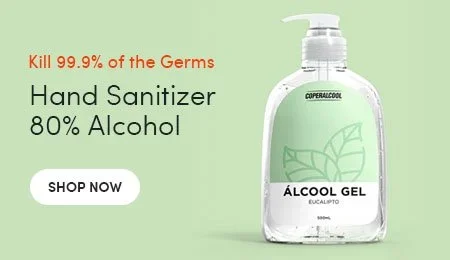 Kill 99.9% of the Germs
Hand Sanitizer
80% Alcohol
SHOP NOW
COPERALCOOL
ÁLCOOL GEL
EUCALIPTO
500mL